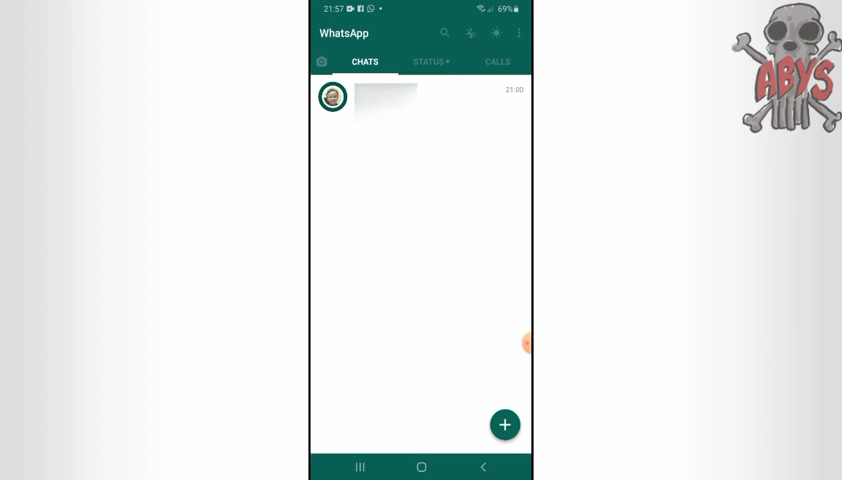 21:57
69%
WhatsApp
CHATS
STATUS
CALLS
21:00
ABYS